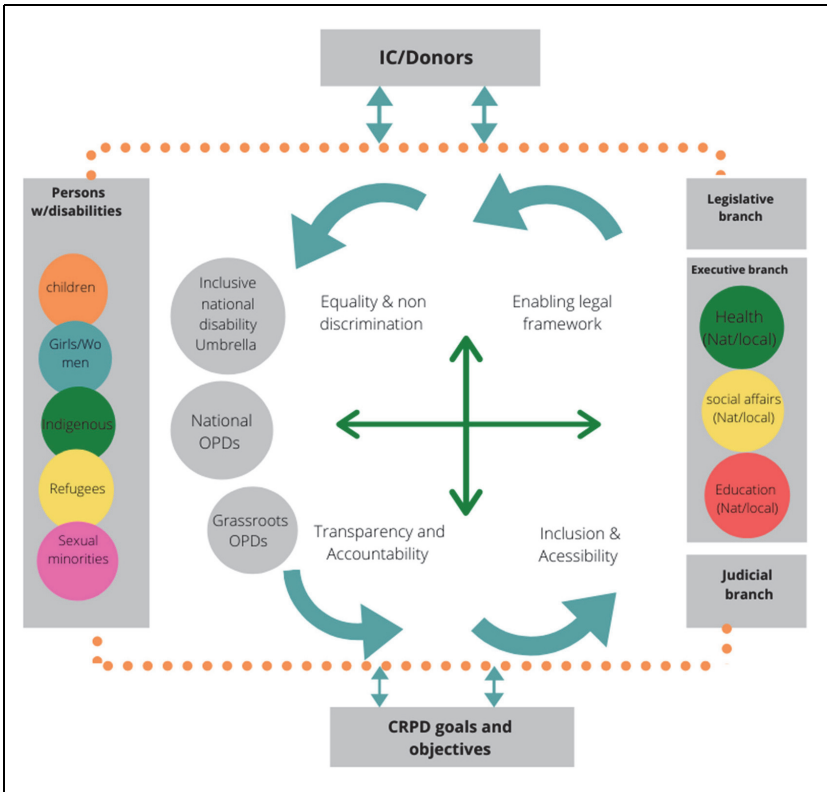 IC/Donors
Persons
w/disabilities
children
Girls/Wo
men
Indigenous
Refugees
Sexual
minorities
Inclusive
national
disability
Umbrella
National
OPDs
Grassroots
OPDs
Equality & non
discrimination
Enabling legal
framework
Transparency and
Accountability
Inclusion &
Acessibility
Legislative
branch
Executive branch
Health
(Nat/local)
social affairs
(Nat/local)
Education
(Nat/local)
Judicial
branch
CRPD goals and
objectives